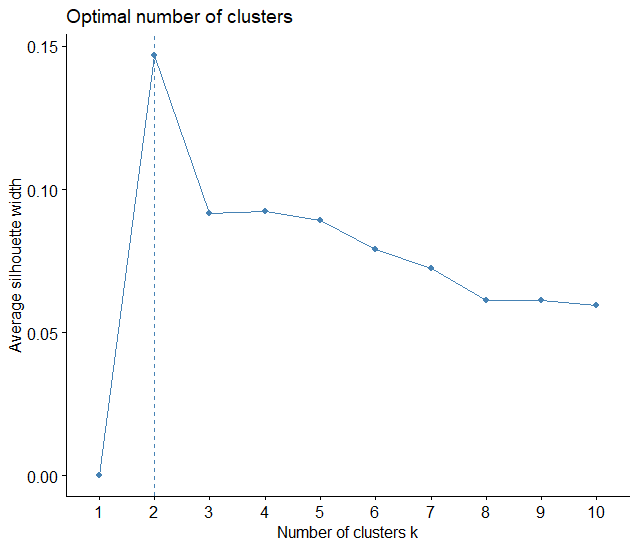 Optimal number of clusters
Average silhouette width
0.15
0.10
0.05
0.00
1 2 3 4 5 6 7 8 9 10
Number of clusters k